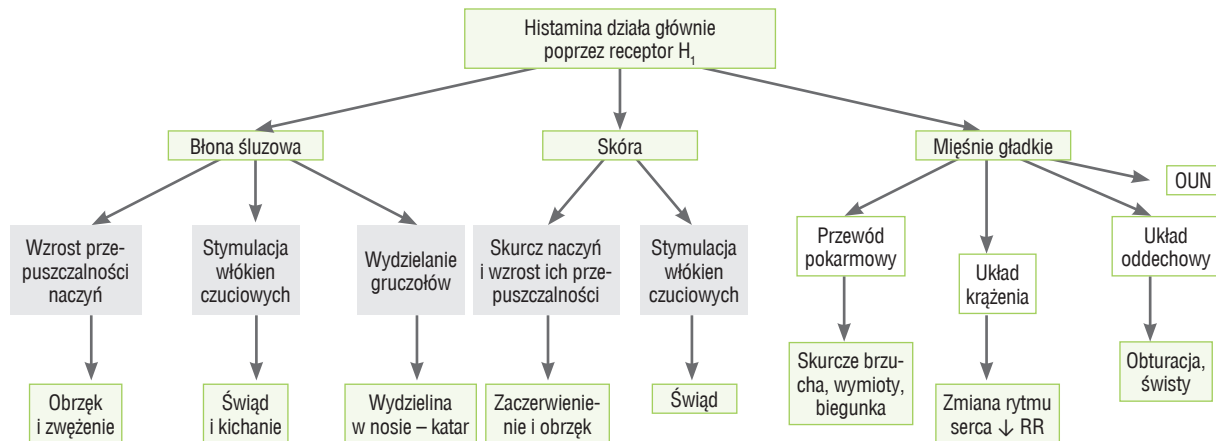 Histamina działa głównie
poprzez receptor H₁
Błona śluzowa
Skóra
Mięśnie gładkie
OUN
Wzrost prze-
puszczalności
naczyń
Stymulacja
włókien
czuciowych
Wydzielanie
gruczołów
Skurcz naczyń
i wzrost ich prze-
puszczalności
Stymulacja
włókien
czuciowych
Przewód
pokarmowy
Układ
krążenia
Układ
oddechowy
Obrzęk
i zwężenie
Świąd
i kichanie
Wydzielina
w nosie – katar
Zaczerwienie-
nie i obrzęk
Świąd
Skurcze brzu-
cha, wymioty,
biegunka
Zmiana rytmu
serca ↓ RR
Obturacja,
świsty